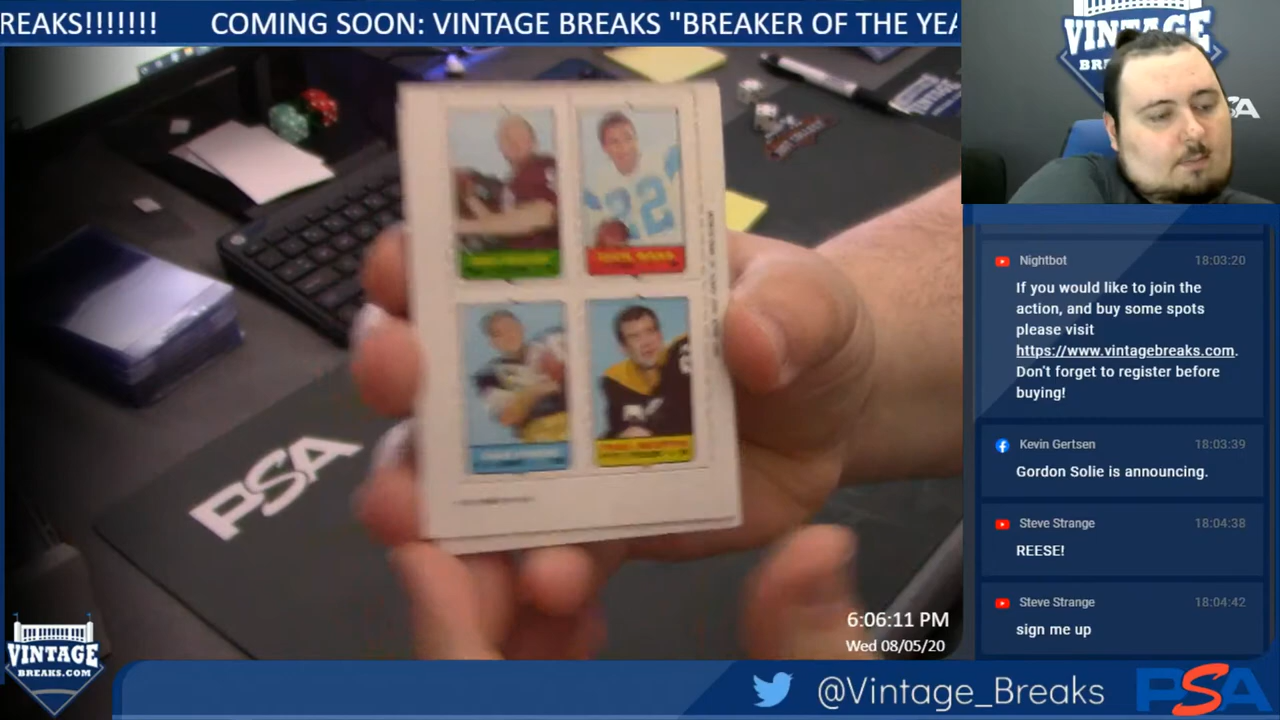 REAKS!!!!!!! COMING SOON: VINTAGE BREAKS "BREAKER OF THE YEA
VINTAGE
PSA
22
PSA
Nightbot 18:03:20
If you would like to join the
action, and buy some spots
please visit
https://www.vintagebreaks.com.
Don't forget to register before
buying!
Kevin Gertsen 18:03:39
Gordon Solie is announcing.
Steve Strange 18:04:38
REESE!
Steve Strange 18:04:42
sign me up
6:06:11 PM
Wed 08/05/20
VINTAGE
BREAKS.COM
@Vintage_Breaks
PSA